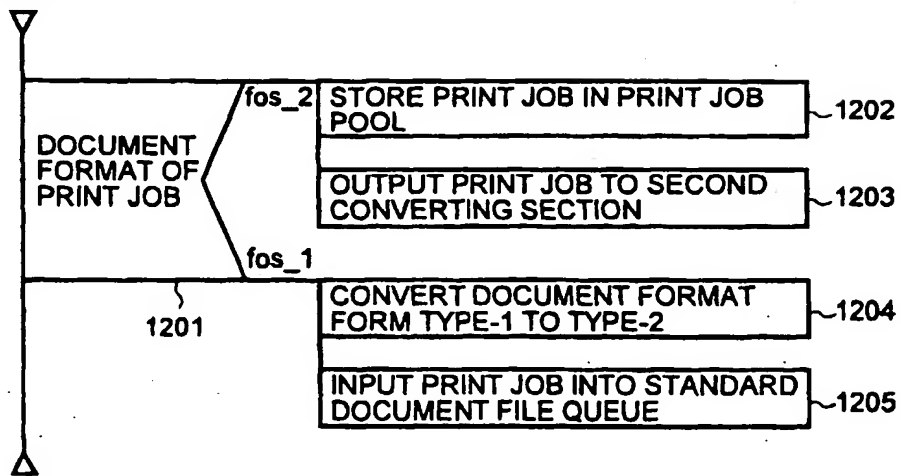 fos_2
STORE PRINT JOB IN PRINT JOB
POOL
1202
DOCUMENT
FORMAT OF
PRINT JOB
OUTPUT PRINT JOB TO SECOND
CONVERTING SECTION
1203
fos_1
1201
CONVERT DOCUMENT FORMAT
FORM TYPE-1 TO TYPE-2
1204
INPUT PRINT JOB INTO STANDARD
DOCUMENT FILE QUEUE
1205